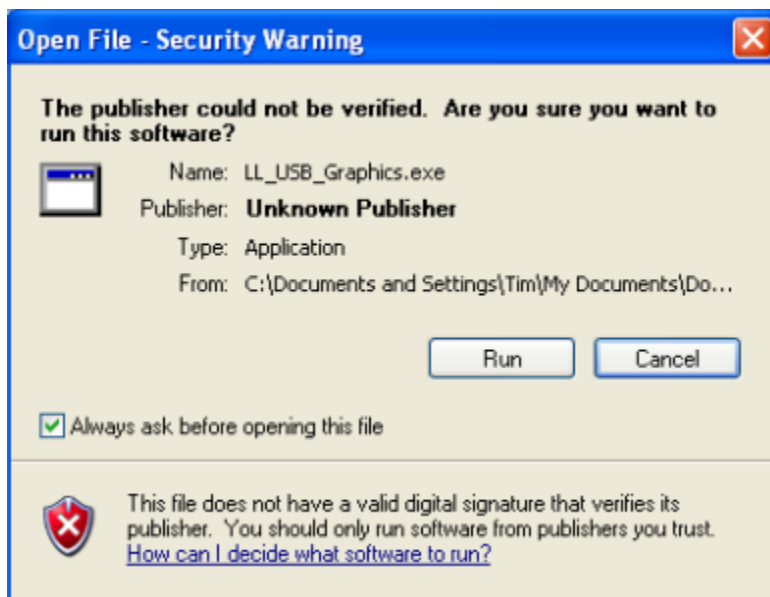 Open File - Security Warning
The publisher could not be verified.  Are you sure you want to
run this software?
Name: LL_USB_Graphics.exe
Publisher: Unknown Publisher
Type: Application
From: C:\Documents and Settings\Tim\My Documents\Do...
Run Cancel
Always ask before opening this file
This file does not have a valid digital signature that verifies its
publisher.  You should only run software from publishers you trust.
How can I decide what software to run?